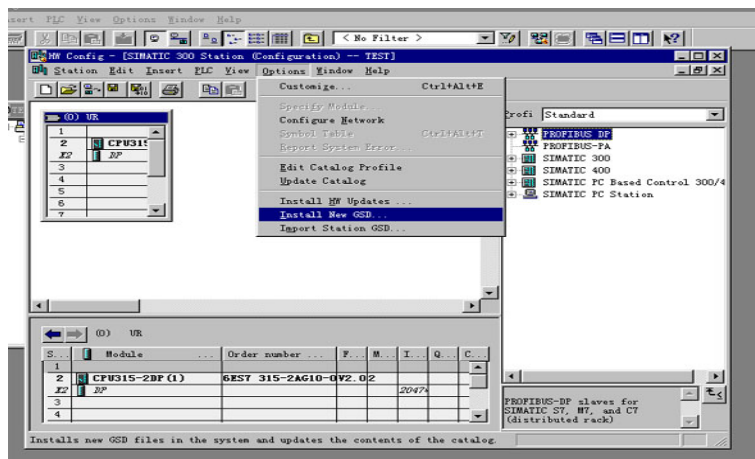 sert PLC View Options Window Help
< No Filter >
HW Config - [SIMATIC 300 Station (Configuration) -- TEST]
Station Edit Insert PLC View Options Window Help
Customize... Ctrl+Alt+E
Specify Module...
Configure Network
Symbol Table Ctrl+Alt+T
Report System Error...
Edit Catalog Profile
Update Catalog
Install HW Updates ...
Install New GSD...
Import Station GSD...
(0) UR
1
2 CPU315
X2 DP
3
4
5
6
7
Profi Standard
PROFIBUS DP
PROFIBUS-PA
SIMATIC 300
SIMATIC 400
SIMATIC PC Based Control 300/4
SIMATIC PC Station
(0) UR
S... Module ... Order number ... F... M... I... Q... C...
1
2 CPU315-2DP(1) 6ES7 315-2AG10-0 V2.0 2
X2 DP 2047*
3
4
PROFIBUS-DP slaves for
SIMATIC S7, M7, and C7
(distributed rack)
Installs new GSD files in the system and updates the contents of the catalog.